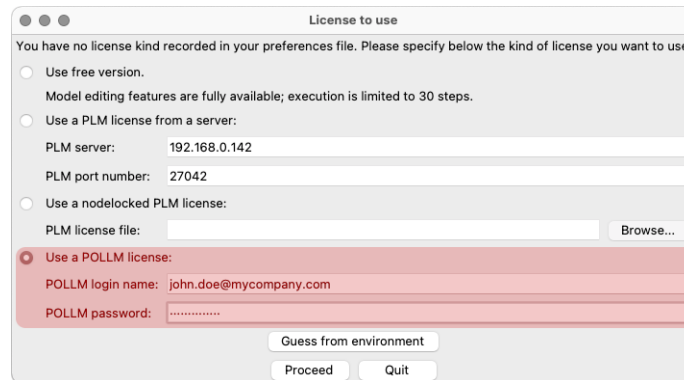 License to use
You have no license kind recorded in your preferences file. Please specify below the kind of license you want to use
Use free version.
Model editing features are fully available; execution is limited to 30 steps.
Use a PLM license from a server:
PLM server: 192.168.0.142
PLM port number: 27042
Use a nodelocked PLM license:
PLM license file: Browse...
Use a POLLM license:
POLLM login name: john.doe@mycompany.com
POLLM password: ··············
Guess from environment
Proceed Quit